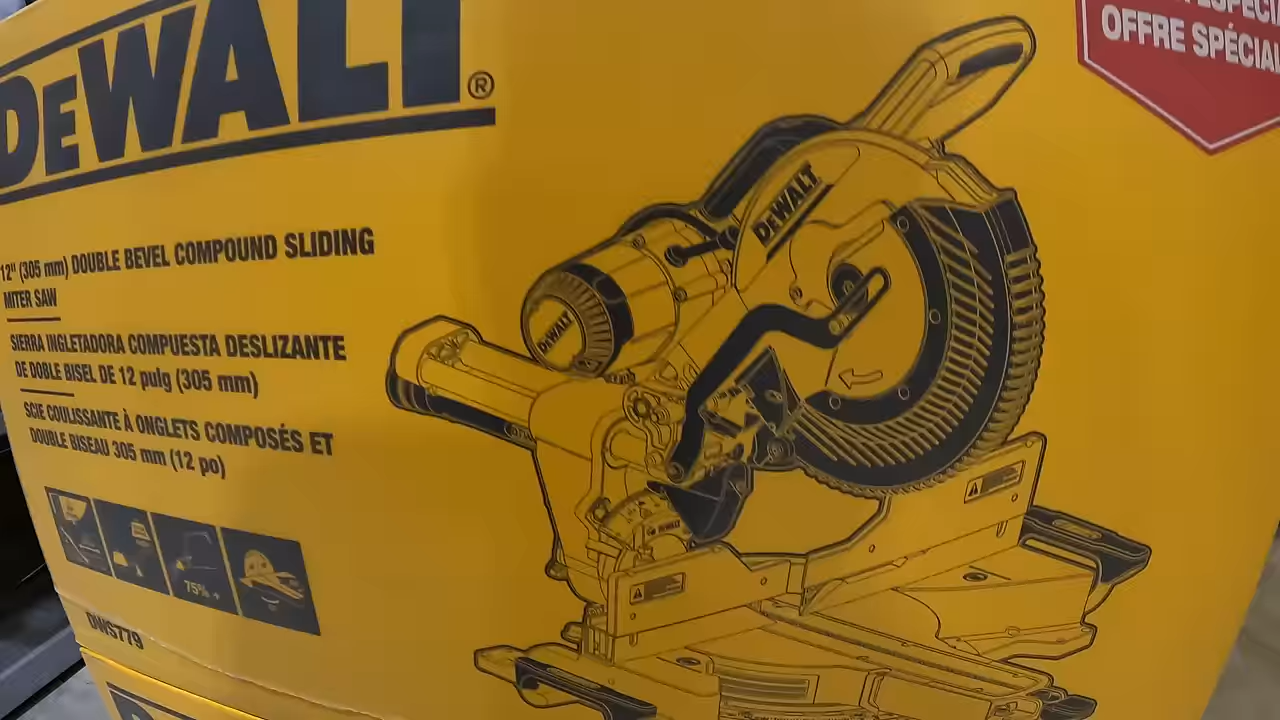 DEWALT®
OFFRE SPÉCIAL
12" (305 mm) DOUBLE BEVEL COMPOUND SLIDING
MITER SAW
SIERRA INGLETADORA COMPUESTA DESLIZANTE
DE DOBLE BISEL DE 12 pulg (305 mm)
SCIE COULISSANTE À ONGLETS COMPOSÉS ET
DOUBLE BISEAU 305 mm (12 po)
DEWALT
DEWALT
DEWALT
75% +
DWS779